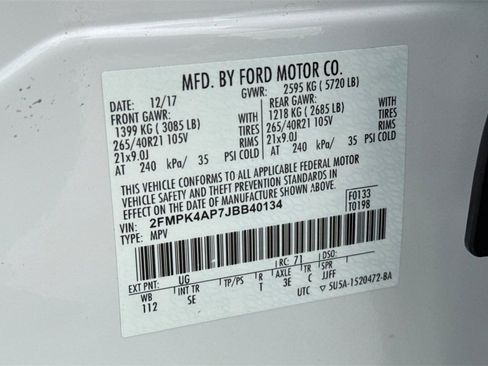 MFD. BY FORD MOTOR CO.
DATE: 12/17 GVWR: 2595 KG ( 5720 LB)
FRONT GAWR: REAR GAWR:
1399 KG ( 3085 LB) WITH 1218 KG ( 2685 LB) WITH
265/40R21 105V TIRES 265/40R21 105V TIRES
21x9.0J RIMS 21x9.0J RIMS
AT 240 kPa/ 35 PSI COLD AT 240 kPa/ 35 PSI COLD
THIS VEHICLE CONFORMS TO ALL APPLICABLE FEDERAL MOTOR
VEHICLE SAFETY AND THEFT PREVENTION STANDARDS IN
EFFECT ON THE DATE OF MANUFACTURE SHOWN ABOVE.
VIN: 2FMPK4AP7JBB40134 F0133
TYPE: MPV T0198
EXT PNT: UG RC: 71 DSO:
WB INT TR TP/PS R AXLE TR SPR
112 SE T 3E C JJFF
UTC 5U5A-1520472-BA